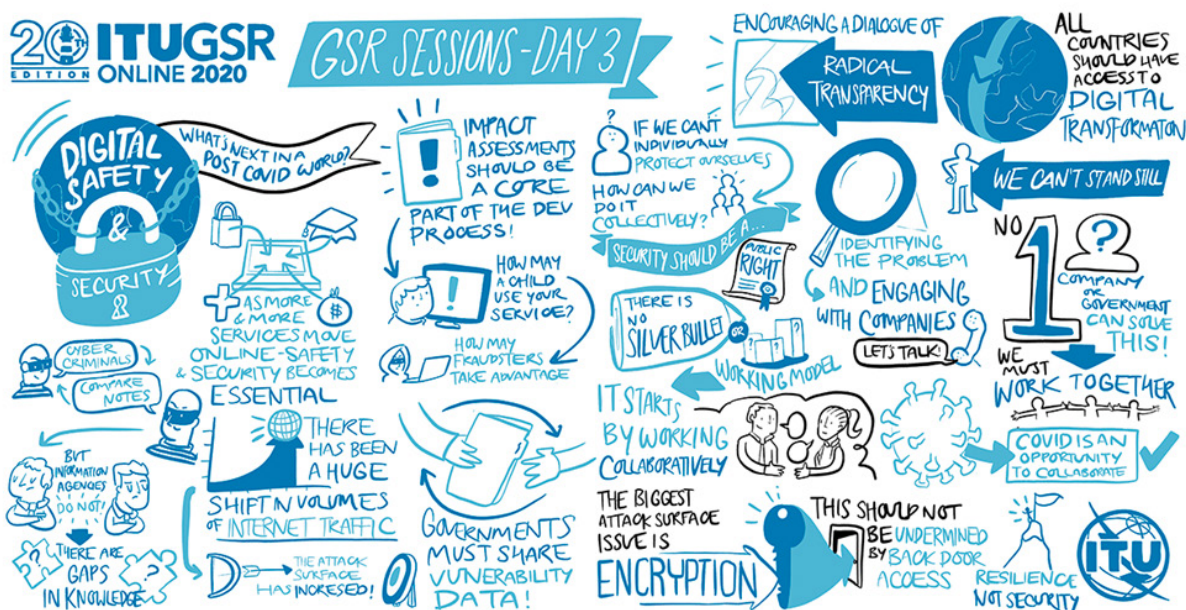 20TH
EDITION
ITUGSR
ONLINE 2020
GSR SESSIONS - DAY 3
DIGITAL
SAFETY
&
SECURITY
WHAT'S NEXT IN A
POST COVID WORLD?
AS MORE
& MORE
SERVICES MOVE
ONLINE-SAFETY
& SECURITY BECOMES
ESSENTIAL
CYBER
CRIMINALS
COMPARE
NOTES
BUT
INFORMATION
AGENCIES
DO NOT!
THERE ARE
GAPS
IN KNOWLEDGE
THERE
HAS BEEN
A HUGE
SHIFT IN VOLUMES
OF INTERNET TRAFFIC
THE ATTACK
SURFACE
HAS INCRESED!
IMPACT
ASSESSMENTS
SHOULD BE
A CORE
PART OF THE DEV
PROCESS!
HOW MAY
A CHILD
USE YOUR
SERVICE?
HOW MAY
FRAUDSTERS
TAKE ADVANTAGE
GOVERNMENTS
MUST SHARE
VUNERABILITY
DATA!
IF WE CAN'T
INDIVIDUALLY
PROTECT OURSELVES
HOW CAN WE
DO IT
COLLECTIVELY?
SECURITY SHOULD BE A...
PUBLIC
RIGHT
THERE IS
NO
SILVER BULLET
OR
WORKING MODEL
IT STARTS
BY WORKING
COLLABORATIVELY
THE BIGGEST
ATTACK SURFACE
ISSUE IS
ENCRYPTION
THIS SHOULD NOT
BE UNDERMINED
BY BACK DOOR
ACCESS
ENCOURAGING A DIALOGUE OF
RADICAL
TRANSPARENCY
IDENTIFYING
THE PROBLEM
AND ENGAGING
WITH COMPANIES
LET'S TALK!
ALL
COUNTRIES
SHOULD HAVE
ACCESS TO
DIGITAL
TRANSFORMATON
WE CAN'T STAND STILL
NO 1
COMPANY
OR
GOVERNMENT
CAN SOLVE
THIS!
WE
MUST
WORK TOGETHER
COVID IS AN
OPPORTUNITY
TO COLLABORATE
RESILIENCE
NOT SECURITY
ITU